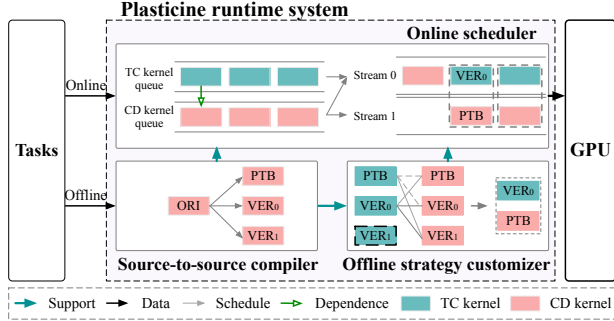 Plasticine runtime system
Online scheduler
Tasks
Online
Offline
TC kernel
queue
CD kernel
queue
Stream 0
Stream 1
VER0
PTB
GPU
ORI
PTB
VER0
VER1
Source-to-source compiler
PTB
VER0
VER1
PTB
VER0
VER1
VER0
PTB
Offline strategy customizer
Support
Data
Schedule
Dependence
TC kernel
CD kernel